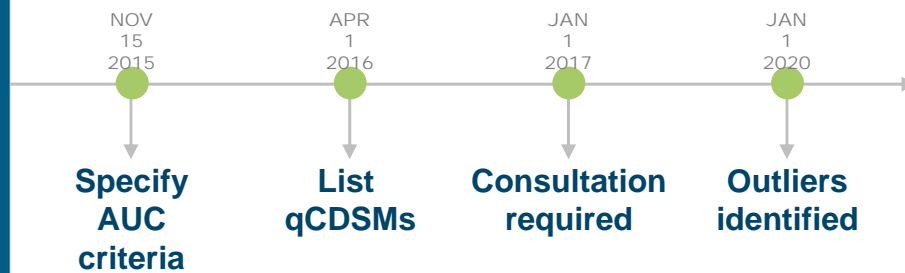 NOV
15
2015
APR
1
2016
JAN
1
2017
JAN
1
2020
Specify
AUC
criteria
List
qCDSMs
Consultation
required
Outliers
identified